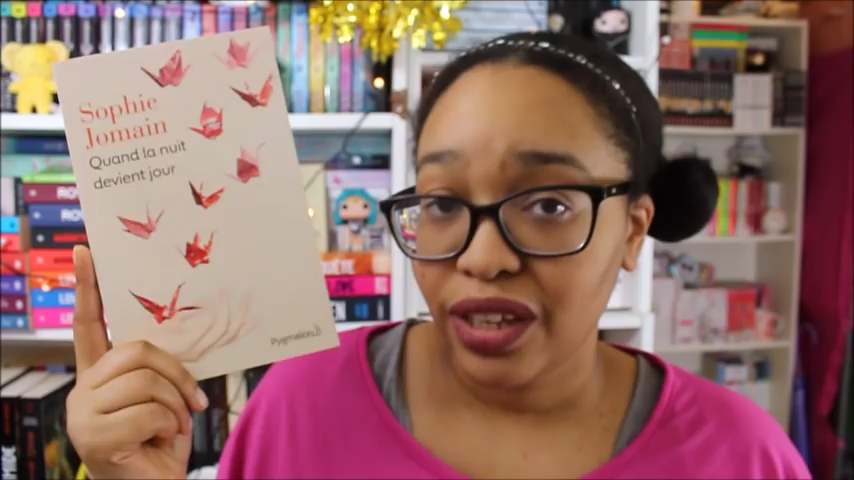 Sophie
Jomain
Quand la nuit
devient jour
Pygmalion